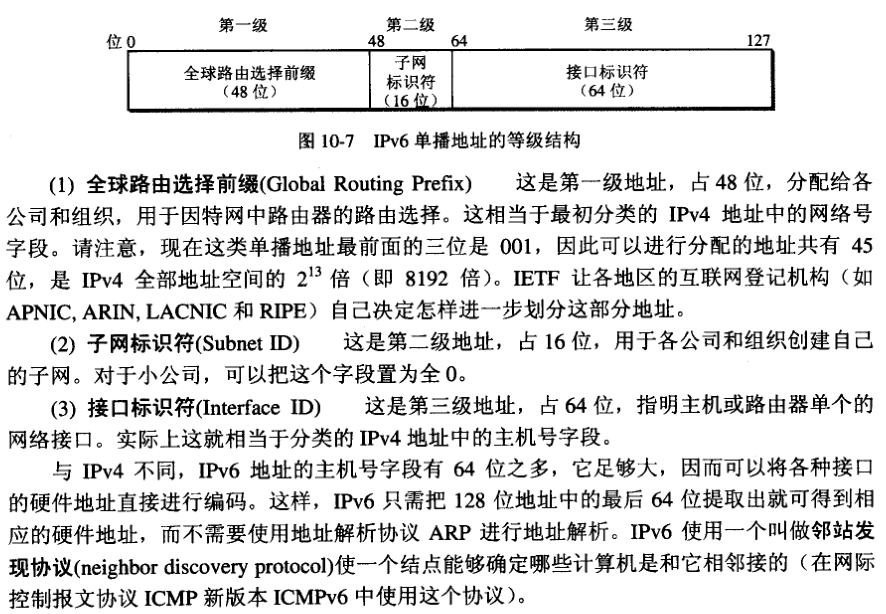 第一级 第二级 第三级
位 0 48 64 127
全球路由选择前缀
（48 位）
子网
标识符
（16 位）
接口标识符
（64 位）
图 10-7 IPv6 单播地址的等级结构
(1) 全球路由选择前缀(Global Routing Prefix) 这是第一级地址，占 48 位，分配给各
公司和组织，用于因特网中路由器的路由选择。这相当于最初分类的 IPv4 地址中的网络号
字段。请注意，现在这类单播地址最前面的三位是 001，因此可以进行分配的地址共有 45
位，是 IPv4 全部地址空间的 2¹³ 倍（即 8192 倍）。IETF 让各地区的互联网登记机构（如
APNIC, ARIN, LACNIC 和 RIPE）自己决定怎样进一步划分这部分地址。
(2) 子网标识符(Subnet ID) 这是第二级地址，占 16 位，用于各公司和组织创建自己
的子网。对于小公司，可以把这个字段置为全 0。
(3) 接口标识符(Interface ID) 这是第三级地址，占 64 位，指明主机或路由器单个的
网络接口。实际上这就相当于分类的 IPv4 地址中的主机号字段。
与 IPv4 不同，IPv6 地址的主机号字段有 64 位之多，它足够大，因而可以将各种接口
的硬件地址直接进行编码。这样，IPv6 只需把 128 位地址中的最后 64 位提取出就可得到相
应的硬件地址，而不需要使用地址解析协议 ARP 进行地址解析。IPv6 使用一个叫做邻站发
现协议(neighbor discovery protocol)使一个结点能够确定哪些计算机是和它相邻接的（在网际
控制报文协议 ICMP 新版本 ICMPv6 中使用这个协议）。